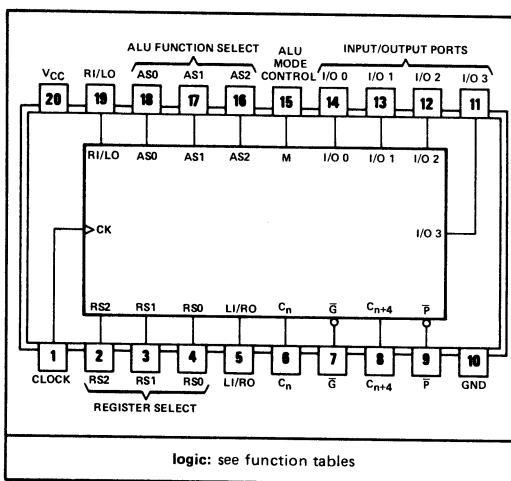 ALU FUNCTION SELECT
ALU MODE CONTROL
INPUT/OUTPUT PORTS
VCC RI/LO AS0 AS1 AS2 I/O 0 I/O 1 I/O 2 I/O 3
20 19 18 17 16 15 14 13 12 11
RI/LO AS0 AS1 AS2 M I/O 0 I/O 1 I/O 2
CK
I/O 3
RS2 RS1 RS0 LI/RO Cn G̅ Cn+4 P̅
1 2 3 4 5 6 7 8 9 10
CLOCK RS2 RS1 RS0 LI/RO Cn G̅ Cn+4 P̅ GND
REGISTER SELECT
logic: see function tables